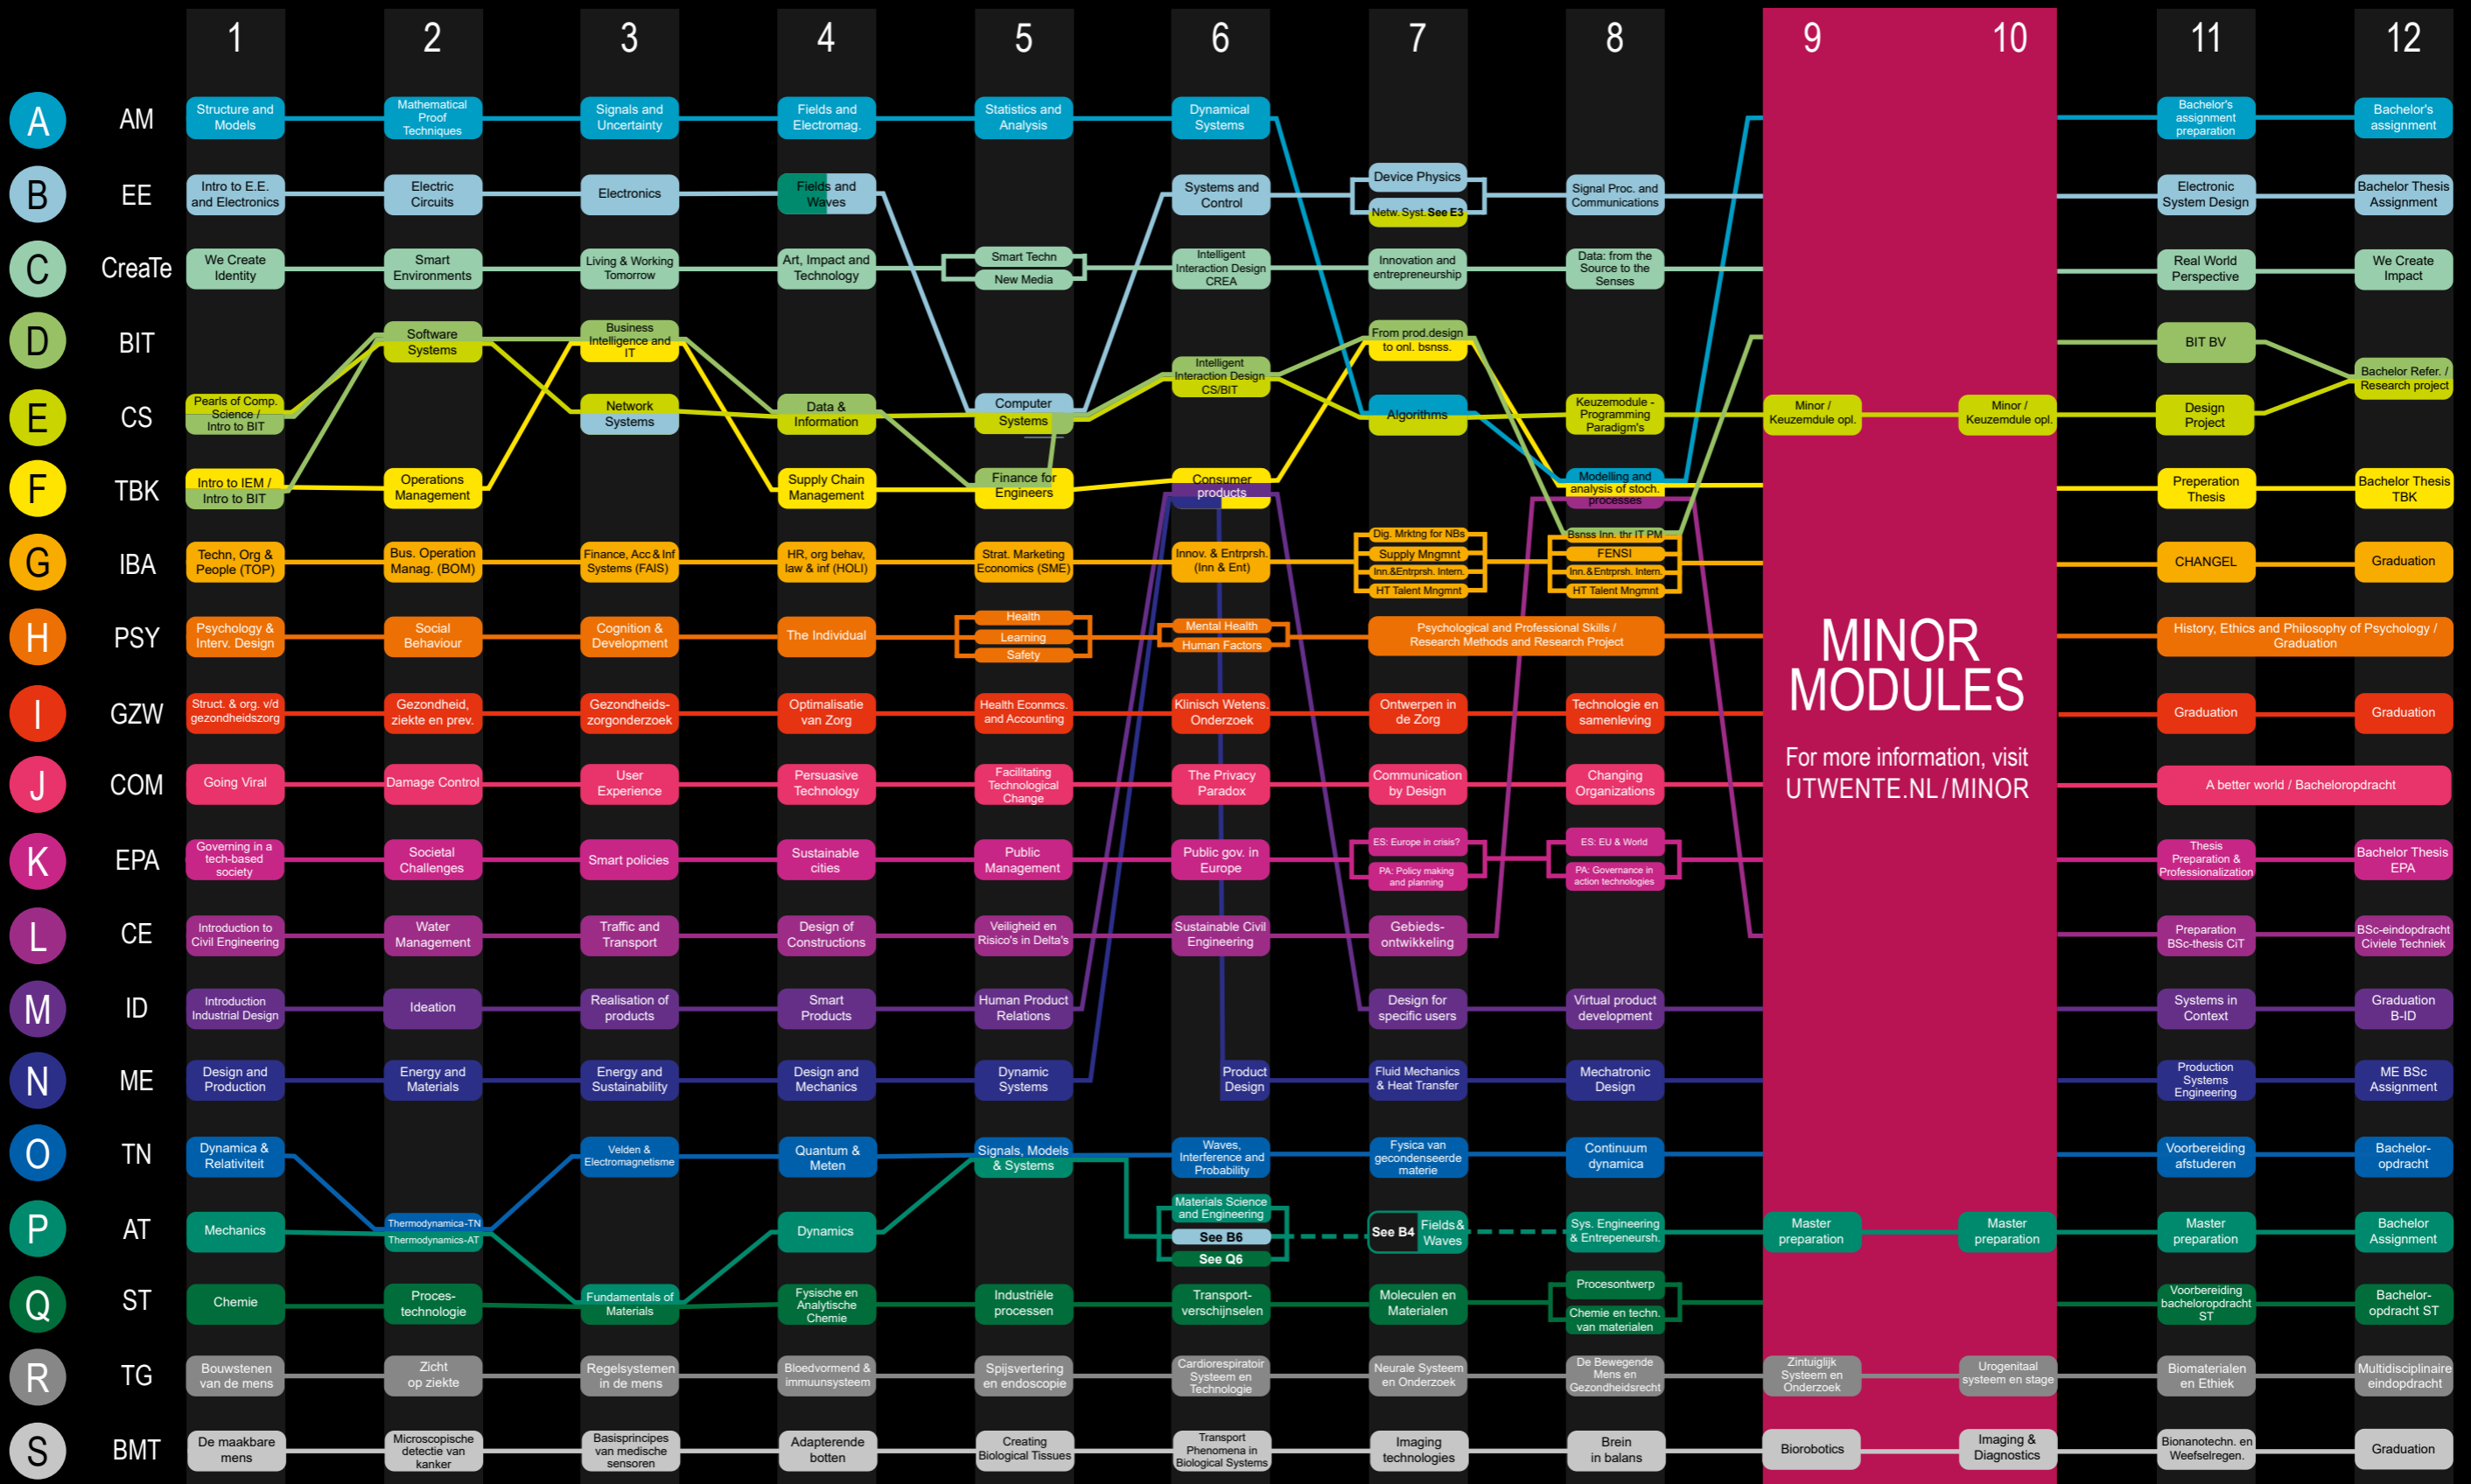 1 2 3 4 5 6 7 8 9 10 11 12
A
AM
Structure and
Models
Mathematical
Proof
Techniques
Signals and
Uncertainty
Fields and
Electromag.
Statistics and
Analysis
Dynamical
Systems
Bachelor's
assignment
preparation
Bachelor's
assignment
B
EE
Intro to E.E.
and Electronics
Electric
Circuits
Electronics
Fields and
Waves
Systems and
Control
Device Physics
Netw. Syst. See E3
Signal Proc. and
Communications
Electronic
System Design
Bachelor Thesis
Assignment
C
CreaTe
We Create
Identity
Smart
Environments
Living & Working
Tomorrow
Art, Impact and
Technology
Smart Techn
New Media
Intelligent
Interaction Design
CREA
Innovation and
entrepreneurship
Data: from the
Source to the
Senses
Real World
Perspective
We Create
Impact
D
BIT
Software
Systems
Business
Intelligence and
IT
Intelligent
Interaction Design
CS/BIT
From prod.design
to onl. bsnss.
BIT BV
Bachelor Refer. /
Research project
E
CS
Pearls of Comp.
Science /
Intro to BIT
Network
Systems
Data &
Information
Computer
Systems
Algorithms
Keuzemodule -
Programming
Paradigm's
Minor /
Keuzemdule opl.
Minor /
Keuzemdule opl.
Design
Project
F
TBK
Intro to IEM /
Intro to BIT
Operations
Management
Supply Chain
Management
Finance for
Engineers
Consumer
products
Modelling and
analysis of stoch.
processes
Preperation
Thesis
Bachelor Thesis
TBK
G
IBA
Techn, Org &
People (TOP)
Bus. Operation
Manag. (BOM)
Finance, Acc & Inf
Systems (FAIS)
HR, org behav,
law & inf (HOLI)
Strat. Marketing
Economics (SME)
Innov. & Entrprsh.
(Inn & Ent)
Dig. Mrktng for NBs
Supply Mngmnt
Inn.&Entrprsh. Intern.
HT Talent Mngmnt
Bsnss Inn. thr IT PM
FENSI
Inn.&Entrprsh. Intern.
HT Talent Mngmnt
CHANGEL
Graduation
H
PSY
Psychology &
Interv. Design
Social
Behaviour
Cognition &
Development
The Individual
Health
Learning
Safety
Mental Health
Human Factors
Psychological and Professional Skills /
Research Methods and Research Project
MINOR
MODULES
For more information, visit
UTWENTE.NL/MINOR
History, Ethics and Philosophy of Psychology /
Graduation
I
GZW
Struct. & org. v/d
gezondheidszorg
Gezondheid,
ziekte en prev.
Gezondheids-
zorgonderzoek
Optimalisatie
van Zorg
Health Econmcs.
and Accounting
Klinisch Wetens.
Onderzoek
Ontwerpen in
de Zorg
Technologie en
samenleving
Graduation
Graduation
J
COM
Going Viral
Damage Control
User
Experience
Persuasive
Technology
Facilitating
Technological
Change
The Privacy
Paradox
Communication
by Design
Changing
Organizations
A better world / Bacheloropdracht
K
EPA
Governing in a
tech-based
society
Societal
Challenges
Smart policies
Sustainable
cities
Public
Management
Public gov. in
Europe
ES: Europe in crisis?
PA: Policy making
and planning
ES: EU & World
PA: Governance in
action technologies
Thesis
Preparation &
Professionalization
Bachelor Thesis
EPA
L
CE
Introduction to
Civil Engineering
Water
Management
Traffic and
Transport
Design of
Constructions
Veiligheid en
Risico's in Delta's
Sustainable Civil
Engineering
Gebieds-
ontwikkeling
Preparation
BSc-thesis CiT
BSc-eindopdracht
Civiele Techniek
M
ID
Introduction
Industrial Design
Ideation
Realisation of
products
Smart
Products
Human Product
Relations
Design for
specific users
Virtual product
development
Systems in
Context
Graduation
B-ID
N
ME
Design and
Production
Energy and
Materials
Energy and
Sustainability
Design and
Mechanics
Dynamic
Systems
Product
Design
Fluid Mechanics
& Heat Transfer
Mechatronic
Design
Production
Systems
Engineering
ME BSc
Assignment
O
TN
Dynamica &
Relativiteit
Velden &
Electromagnetisme
Quantum &
Meten
Signals, Models
& Systems
Waves,
Interference and
Probability
Fysica van
gecondenseerde
materie
Continuum
dynamica
Voorbereiding
afstuderen
Bachelor-
opdracht
P
AT
Mechanics
Thermodynamica-TN
Thermodynamics-AT
Dynamics
Materials Science
and Engineering
See B6
See Q6
See B4
Fields &
Waves
Sys. Engineering
& Entrepeneursh.
Master
preparation
Master
preparation
Master
preparation
Bachelor
Assignment
Q
ST
Chemie
Proces-
technologie
Fundamentals of
Materials
Fysische en
Analytische
Chemie
Industriële
processen
Transport-
verschijnselen
Moleculen en
Materialen
Procesontwerp
Chemie en techn.
van materialen
Voorbereiding
bacheloropdracht
ST
Bachelor-
opdracht ST
R
TG
Bouwstenen
van de mens
Zicht
op ziekte
Regelsystemen
in de mens
Bloedvormend &
immuunsysteem
Spijsvertering
en endoscopie
Cardiorespiratoir
Systeem en
Technologie
Neurale Systeem
en Onderzoek
De Bewegende
Mens en
Gezondheidsrecht
Zintuiglijk
Systeem en
Onderzoek
Urogenitaal
systeem en stage
Biomaterialen
en Ethiek
Multidisciplinaire
eindopdracht
S
BMT
De maakbare
mens
Microscopische
detectie van
kanker
Basisprincipes
van medische
sensoren
Adapterende
botten
Creating
Biological Tissues
Transport
Phenomena in
Biological Systems
Imaging
technologies
Brein
in balans
Biorobotics
Imaging &
Diagnostics
Bionanotechn. en
Weefselregen.
Graduation